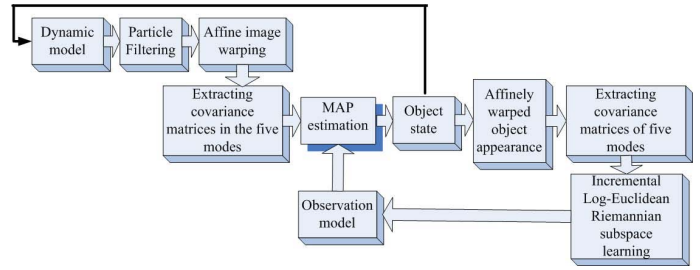 Dynamic
model
Particle
Filtering
Affine image
warping
Extracting
covariance
matrices in the five
modes
MAP
estimation
Object
state
Affinely
warped
object
appearance
Extracting
covariance
matrices of five
modes
Observation
model
Incremental
Log-Euclidean
Riemannian
subspace
learning